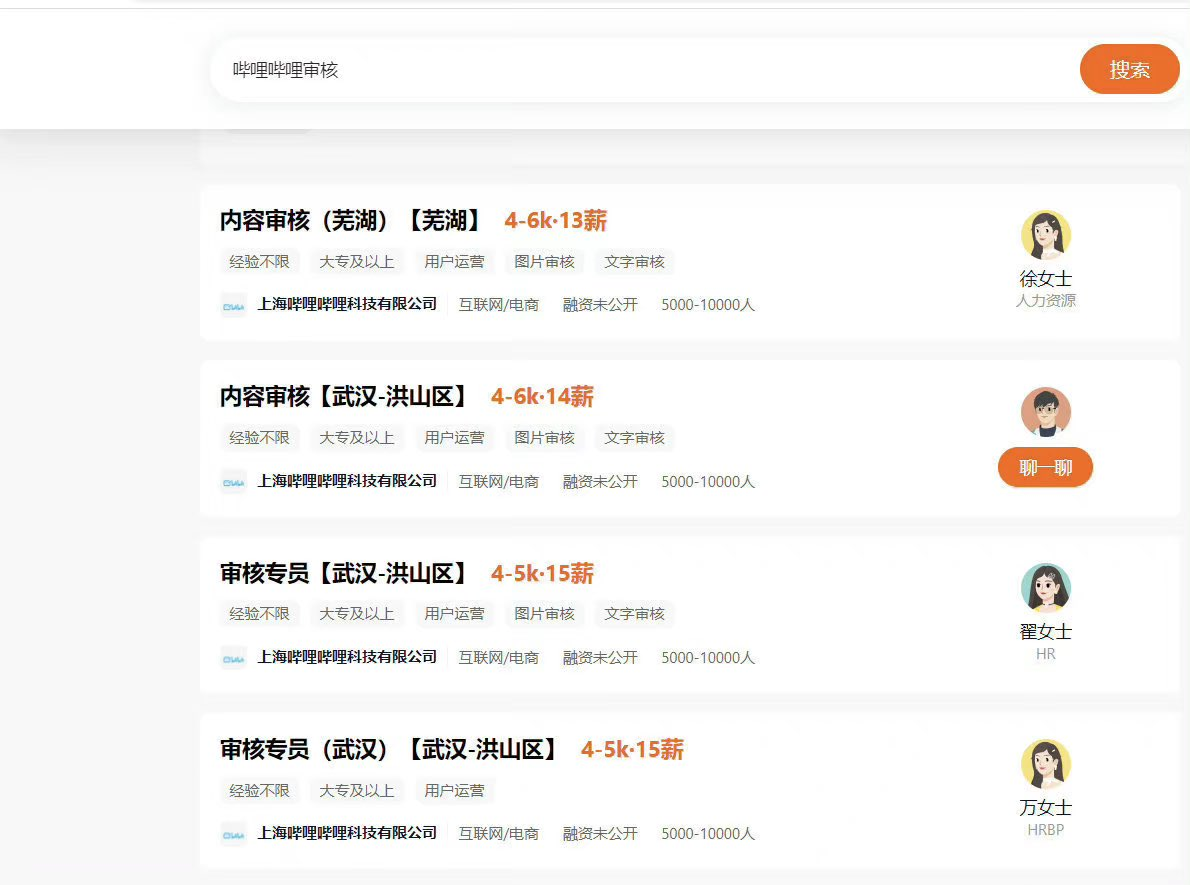 哔哩哔哩审核 搜索
内容审核（芜湖）【芜湖】 4-6k·13薪
经验不限 大专及以上 用户运营 图片审核 文字审核
上海哔哩哔哩科技有限公司 互联网/电商 融资未公开 5000-10000人
徐女士
人力资源
内容审核【武汉-洪山区】 4-6k·14薪
经验不限 大专及以上 用户运营 图片审核 文字审核
上海哔哩哔哩科技有限公司 互联网/电商 融资未公开 5000-10000人
聊一聊
审核专员【武汉-洪山区】 4-5k·15薪
经验不限 大专及以上 用户运营 图片审核 文字审核
上海哔哩哔哩科技有限公司 互联网/电商 融资未公开 5000-10000人
翟女士
HR
审核专员（武汉）【武汉-洪山区】 4-5k·15薪
经验不限 大专及以上 用户运营
上海哔哩哔哩科技有限公司 互联网/电商 融资未公开 5000-10000人
万女士
HRBP